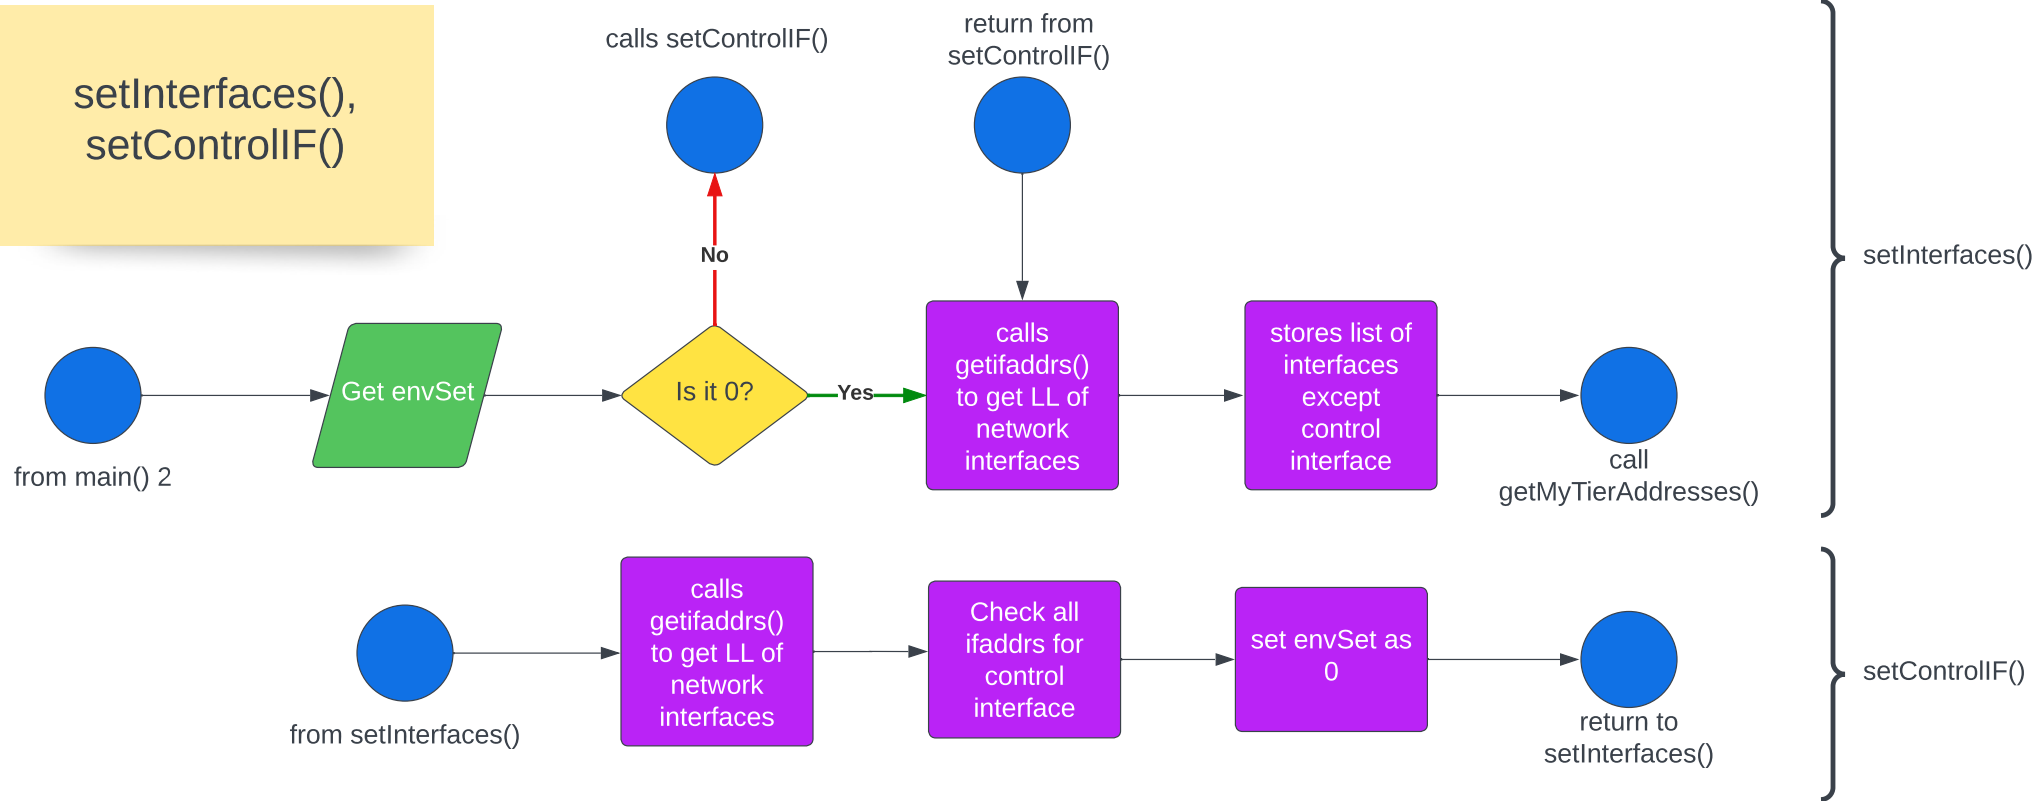 setInterfaces(),
setControlIF()
calls setControlIF()
return from
setControlIF()
No
from main() 2
Get envSet
Is it 0?
Yes
calls
getifaddrs()
to get LL of
network
interfaces
stores list of
interfaces
except
control
interface
call
getMyTierAddresses()
setInterfaces()
from setInterfaces()
calls
getifaddrs()
to get LL of
network
interfaces
Check all
ifaddrs for
control
interface
set envSet as
0
return to
setInterfaces()
setControlIF()